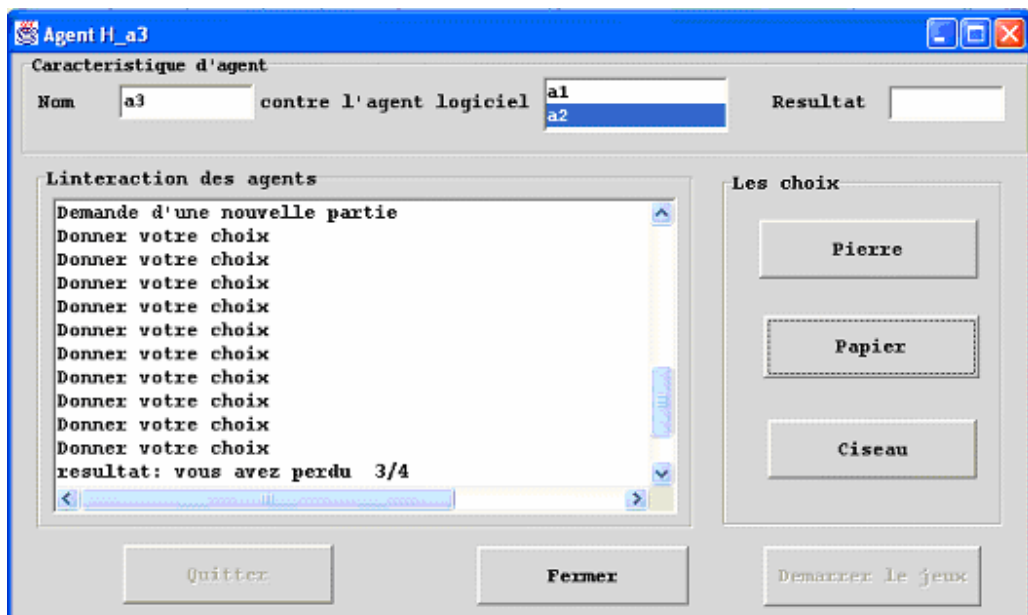 Agent H_a3
Caracteristique d'agent
Nom a3 contre l'agent logiciel a1 Resultat
a2
Linteraction des agents
Demande d'une nouvelle partie
Donner votre choix
Donner votre choix
Donner votre choix
Donner votre choix
Donner votre choix
Donner votre choix
Donner votre choix
Donner votre choix
Donner votre choix
Donner votre choix
resultat: vous avez perdu 3/4
Les choix
Pierre
Papier
Ciseau
Quitter Fermer Demarrer le jeux